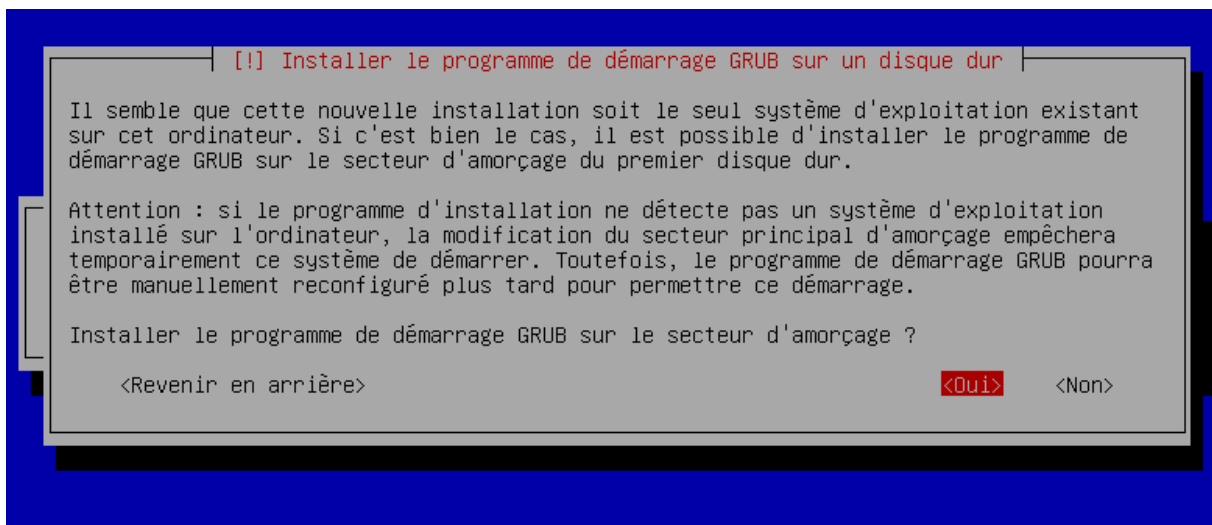 [!] Installer le programme de démarrage GRUB sur un disque dur
Il semble que cette nouvelle installation soit le seul système d'exploitation existant
sur cet ordinateur. Si c'est bien le cas, il est possible d'installer le programme de
démarrage GRUB sur le secteur d'amorçage du premier disque dur.
Attention : si le programme d'installation ne détecte pas un système d'exploitation
installé sur l'ordinateur, la modification du secteur principal d'amorçage empêchera
temporairement ce système de démarrer. Toutefois, le programme de démarrage GRUB pourra
être manuellement reconfiguré plus tard pour permettre ce démarrage.
Installer le programme de démarrage GRUB sur le secteur d'amorçage ?
<Revenir en arrière> <Oui> <Non>